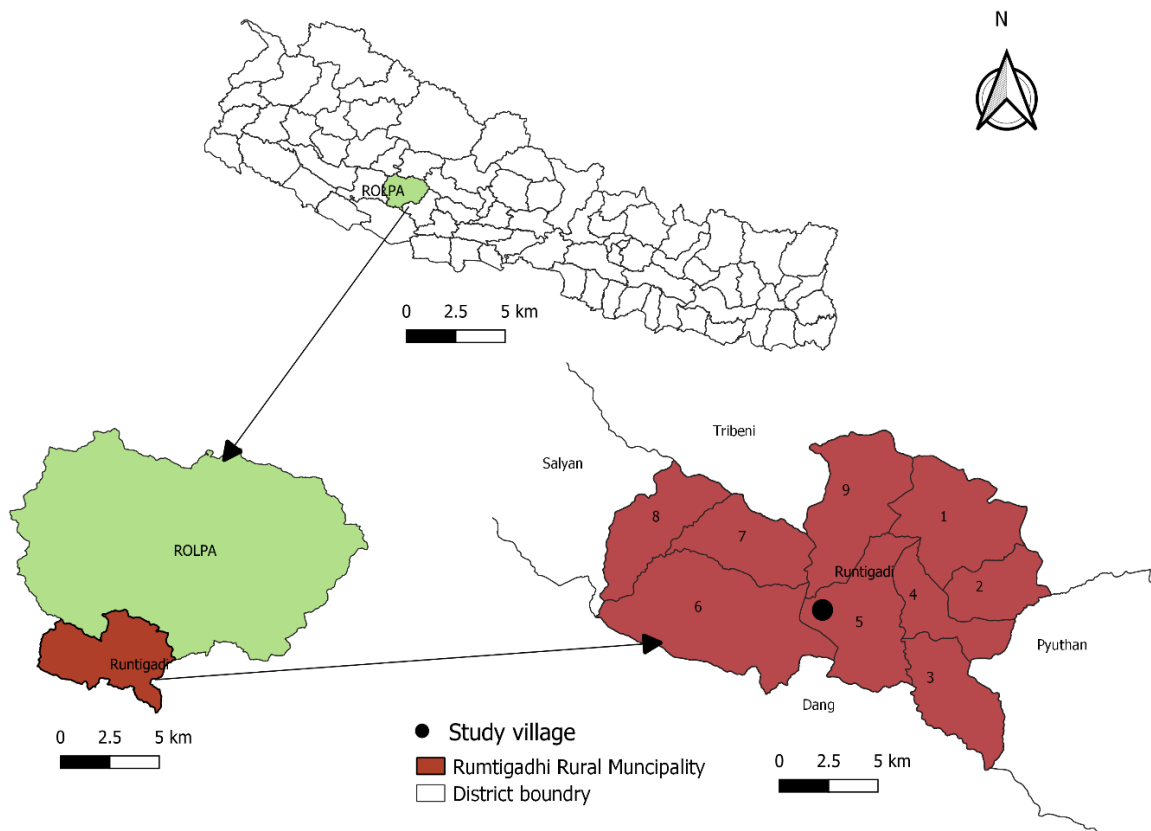 N
ROLPA
0 2.5 5 km
Tribeni
Salyan
9
8
1
7
ROLPA
Runtigadi
2
4
6
5
Pyuthan
Runtigadi
3
Dang
0 2.5 5 km
Study village
Rumtigadhi Rural Muncipality
District boundry
0 2.5 5 km